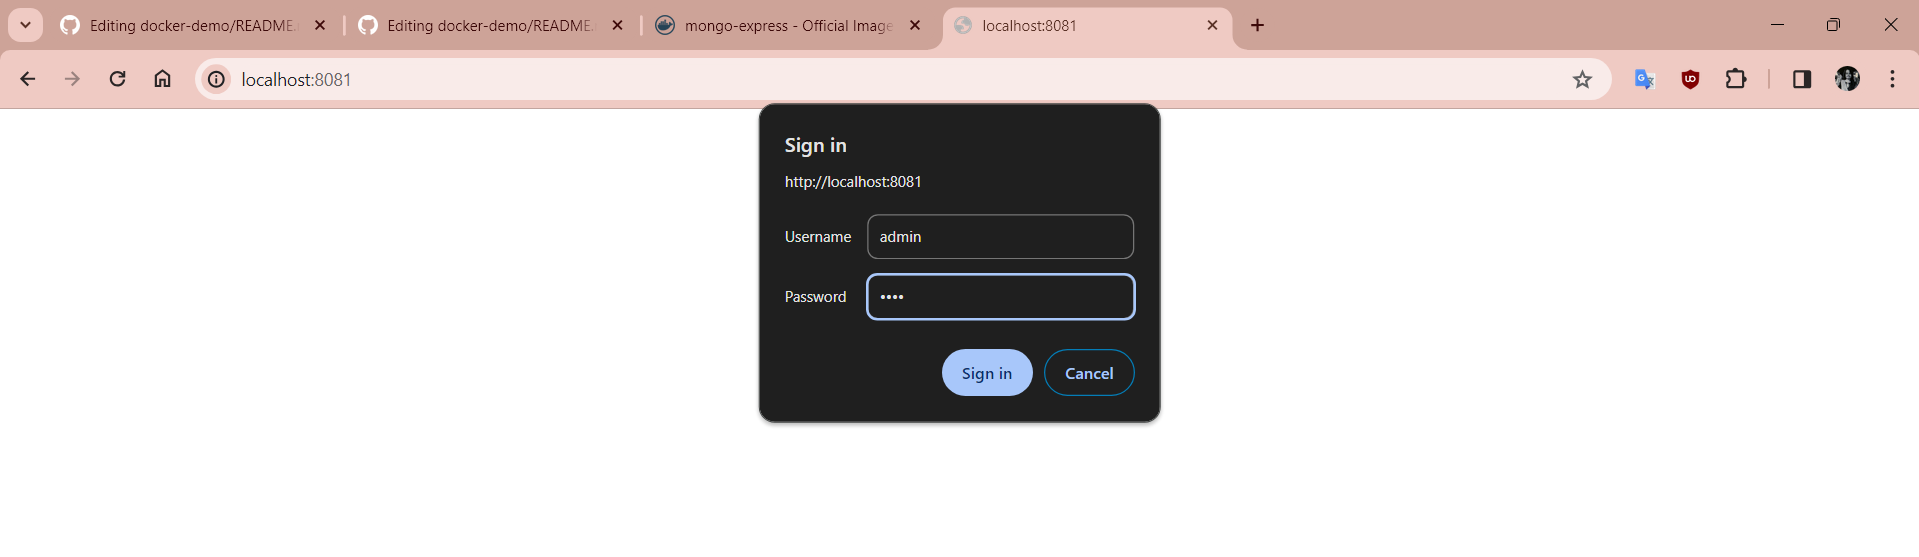 Editing docker-demo/README.
Editing docker-demo/README.
mongo-express - Official Image
localhost:8081
localhost:8081
Sign in
http://localhost:8081
Username
admin
Password
••••
Sign in
Cancel